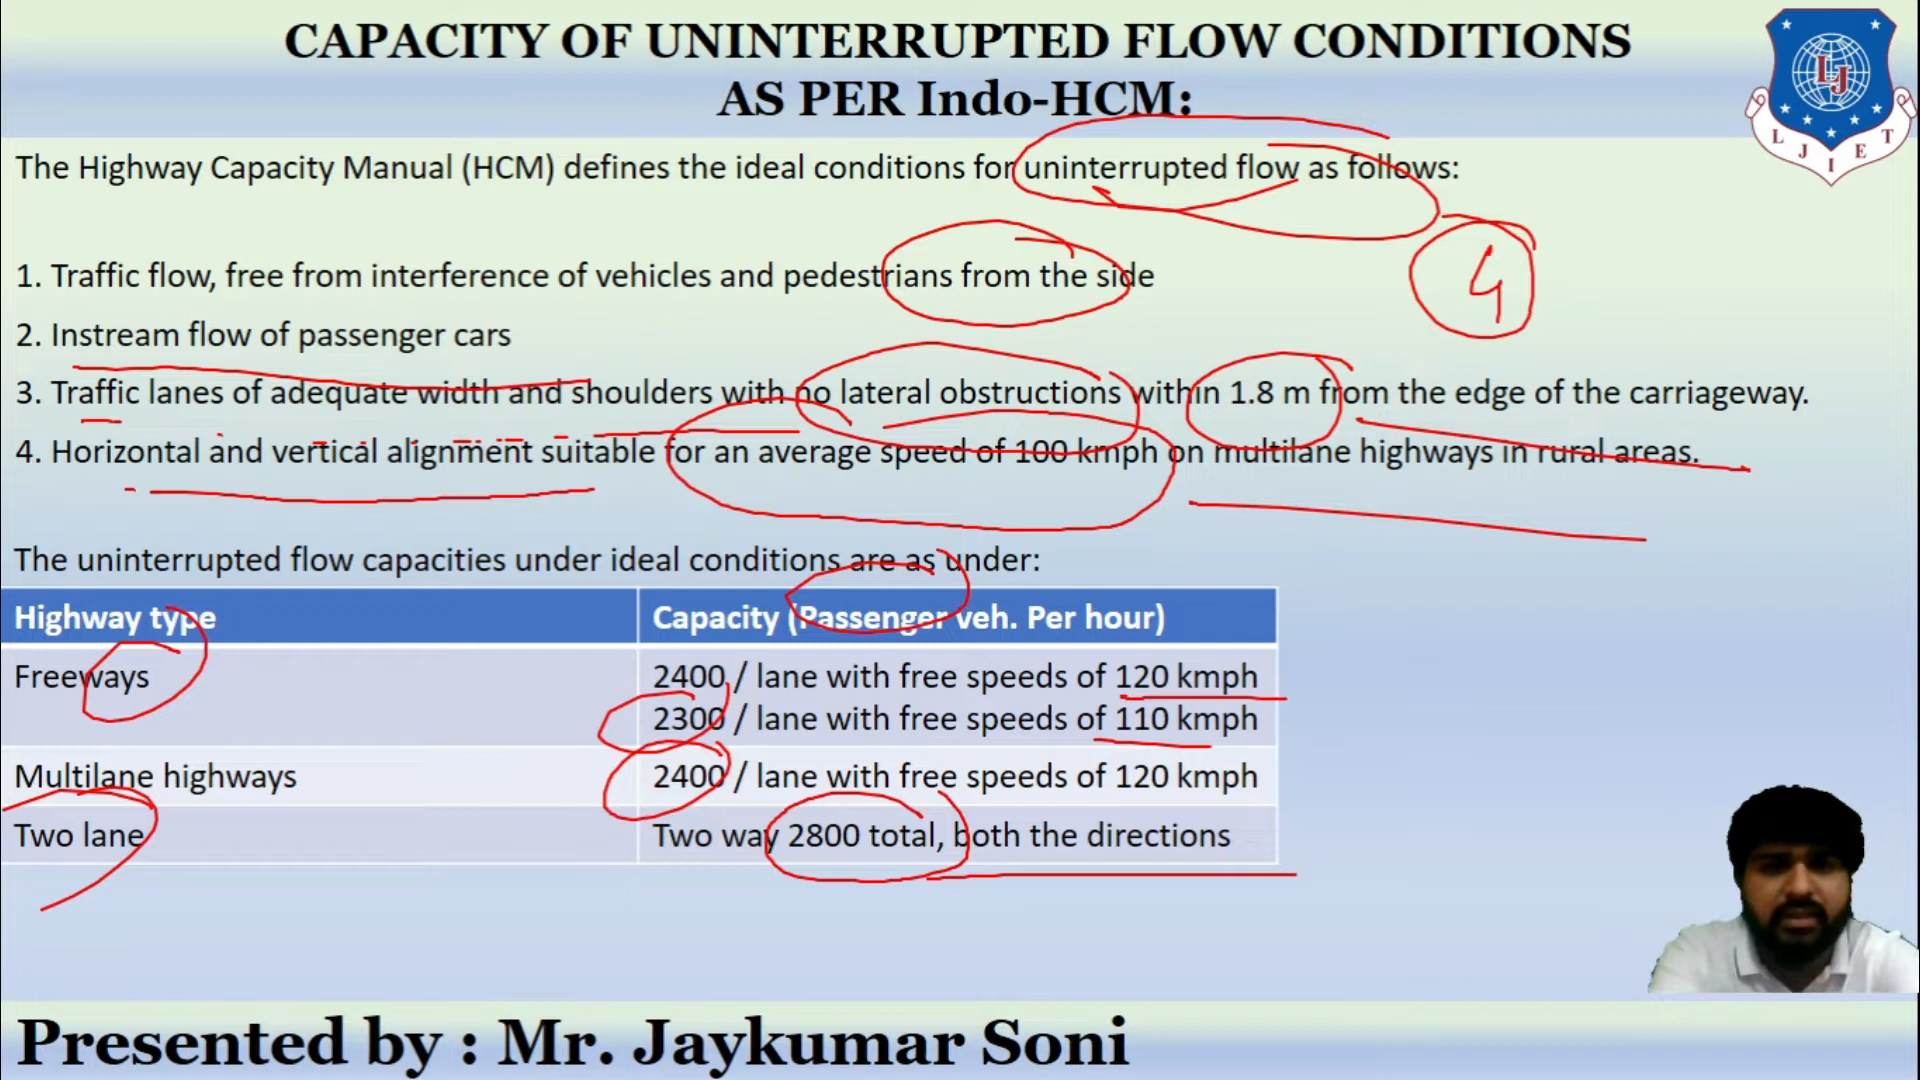 CAPACITY OF UNINTERRUPTED FLOW CONDITIONS
AS PER Indo-HCM:
LJ
L J I E T
The Highway Capacity Manual (HCM) defines the ideal conditions for uninterrupted flow as follows:
1. Traffic flow, free from interference of vehicles and pedestrians from the side
4
2. Instream flow of passenger cars
3. Traffic lanes of adequate width and shoulders with no lateral obstructions within 1.8 m from the edge of the carriageway.
4. Horizontal and vertical alignment suitable for an average speed of 100 kmph on multilane highways in rural areas.
The uninterrupted flow capacities under ideal conditions are as under:
Highway type Capacity (Passenger veh. Per hour)
Freeways 2400 / lane with free speeds of 120 kmph
2300 / lane with free speeds of 110 kmph
Multilane highways 2400 / lane with free speeds of 120 kmph
Two lane Two way 2800 total, both the directions
Presented by : Mr. Jaykumar Soni